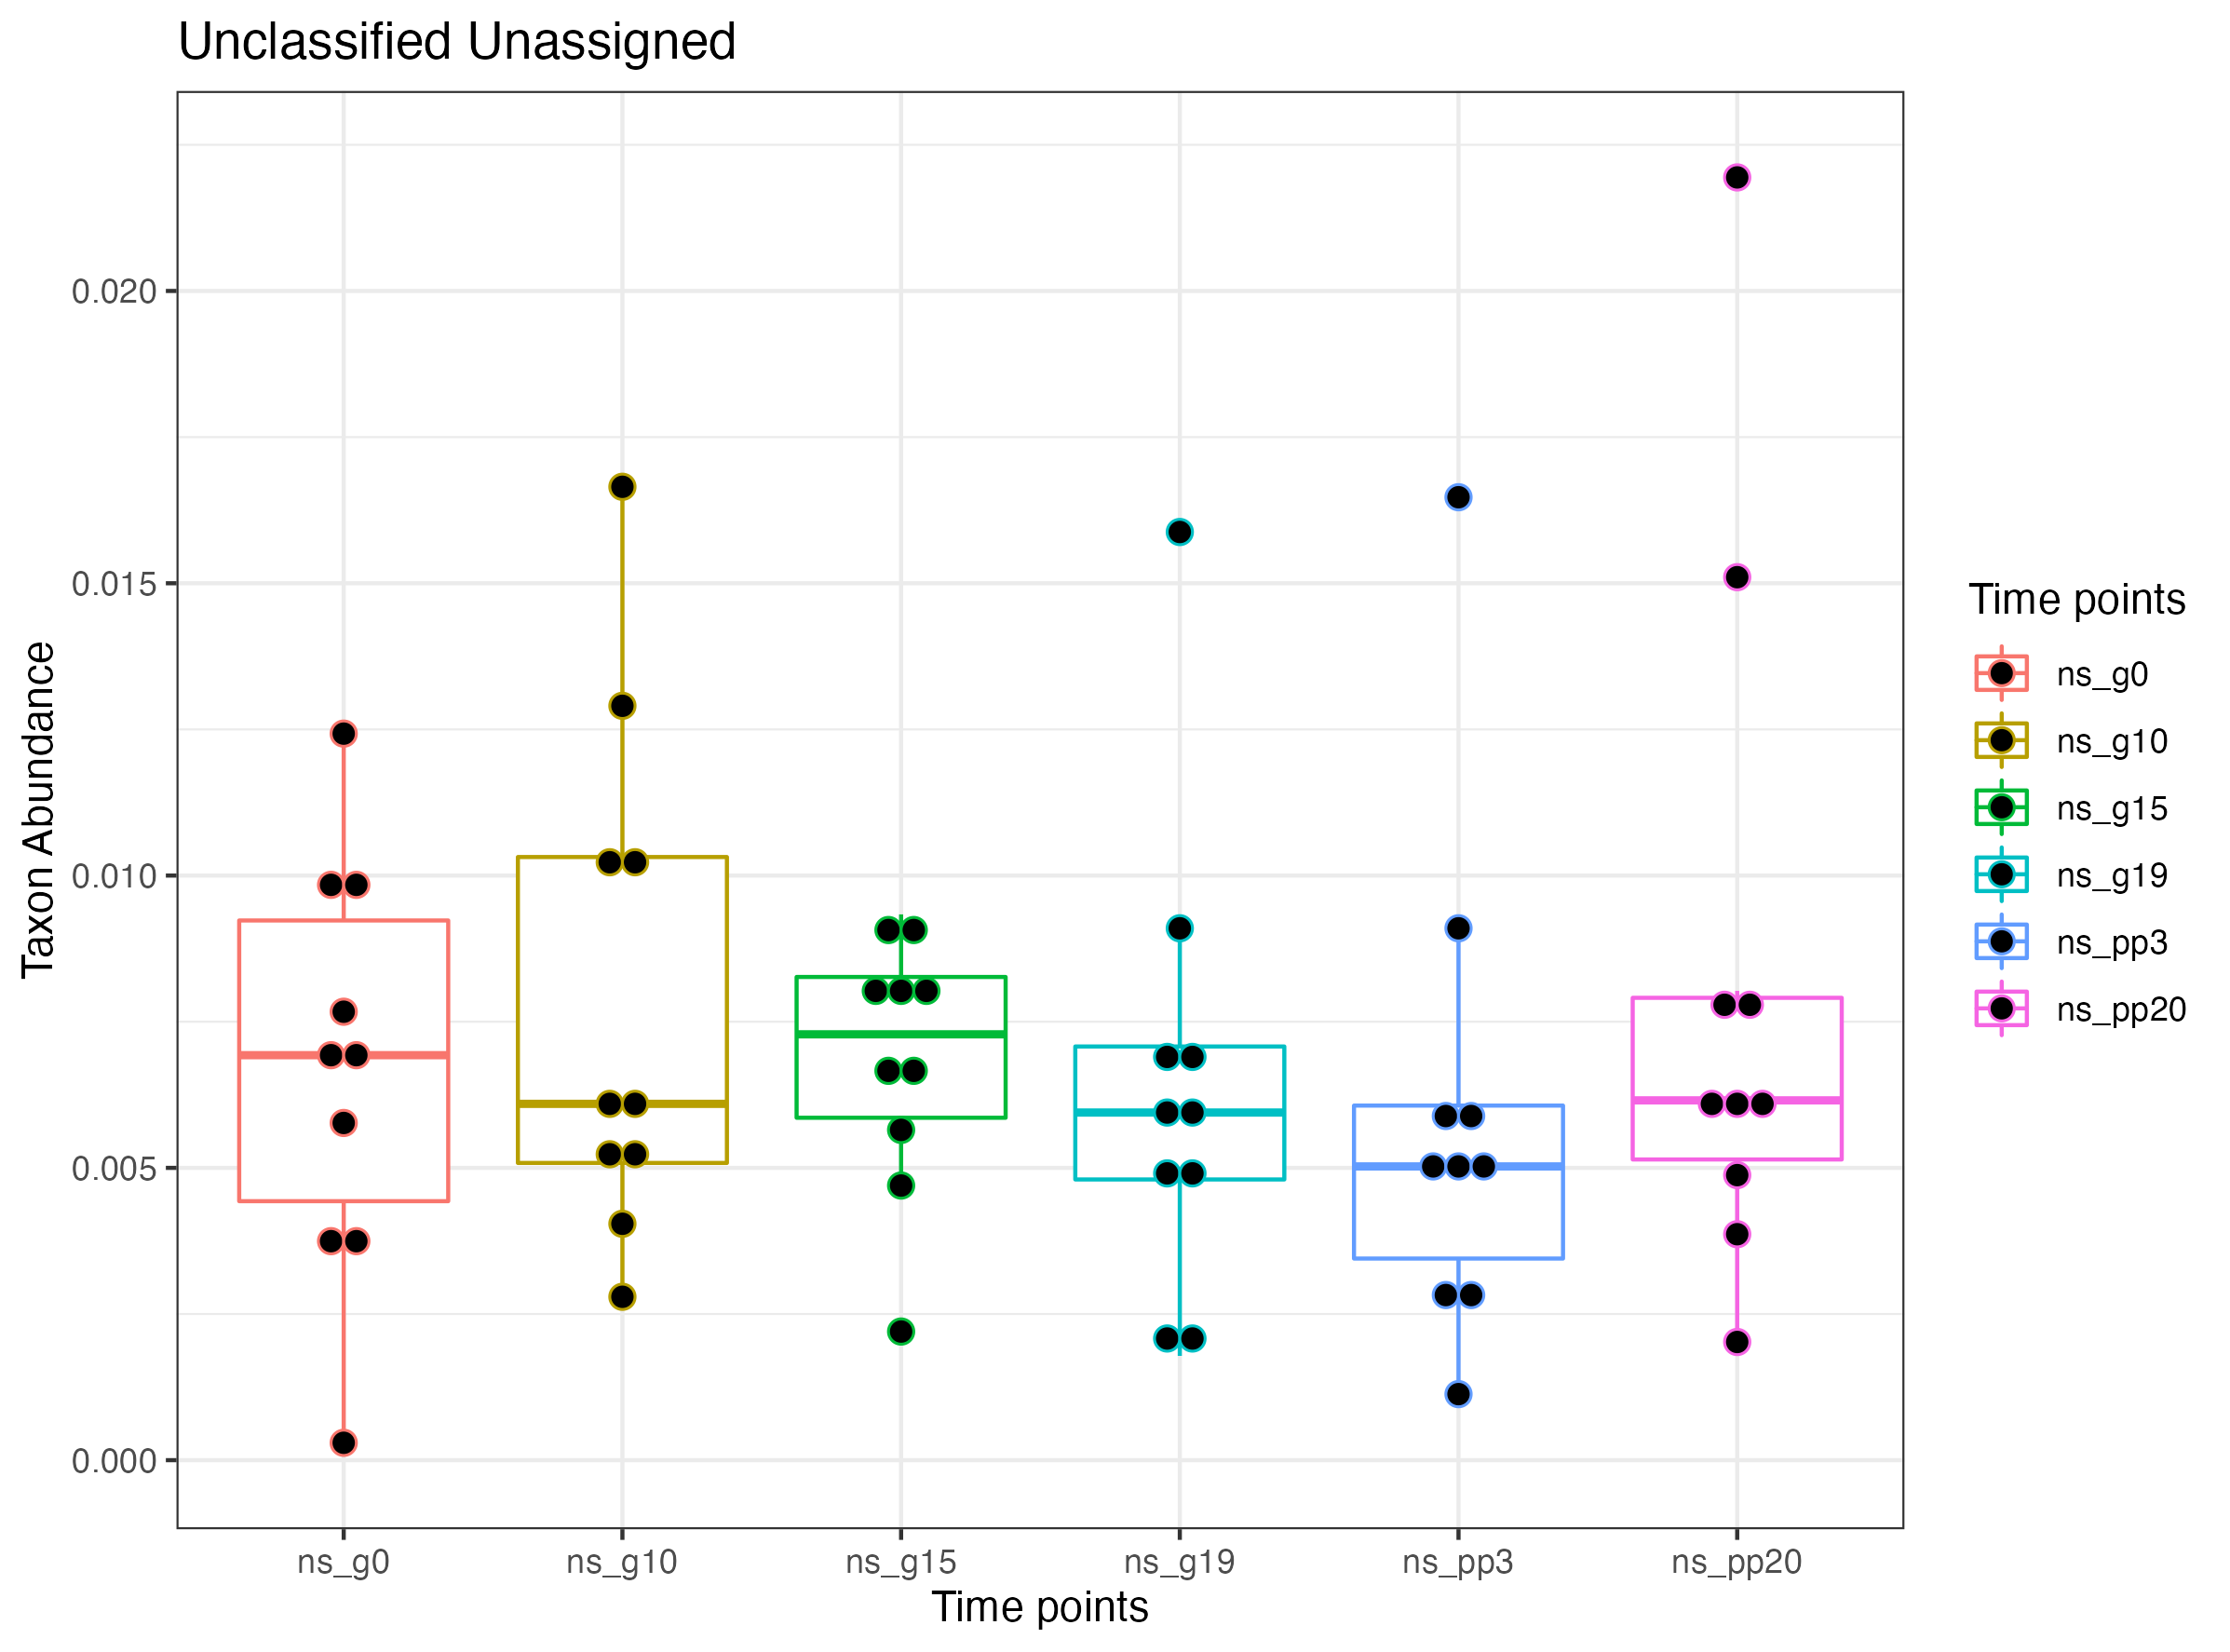 Unclassified Unassigned
Taxon Abundance
0.020
0.015
0.010
0.005
0.000
ns_g0
ns_g10
ns_g15
ns_g19
ns_pp3
ns_pp20
Time points
Time points
ns_g0
ns_g10
ns_g15
ns_g19
ns_pp3
ns_pp20